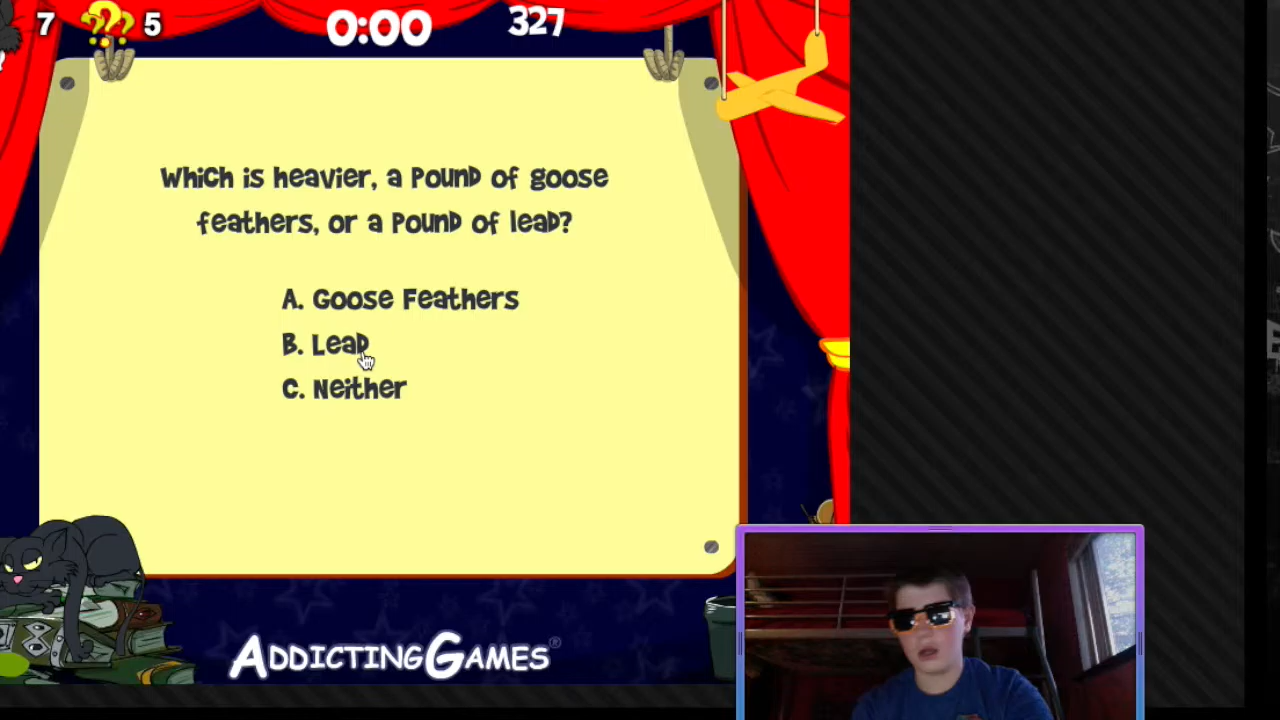 7 ??? 5 0:00 327
Which is heavier, a pound of goose
feathers, or a pound of lead?
A. Goose Feathers
B. Lead
C. Neither
ADDICTINGGAMES®